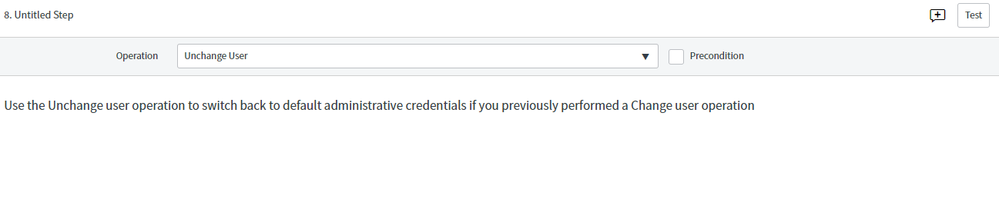 8. Untitled Step
Test
Operation
Unchange User
Precondition
Use the Unchange user operation to switch back to default administrative credentials if you previously performed a Change user operation